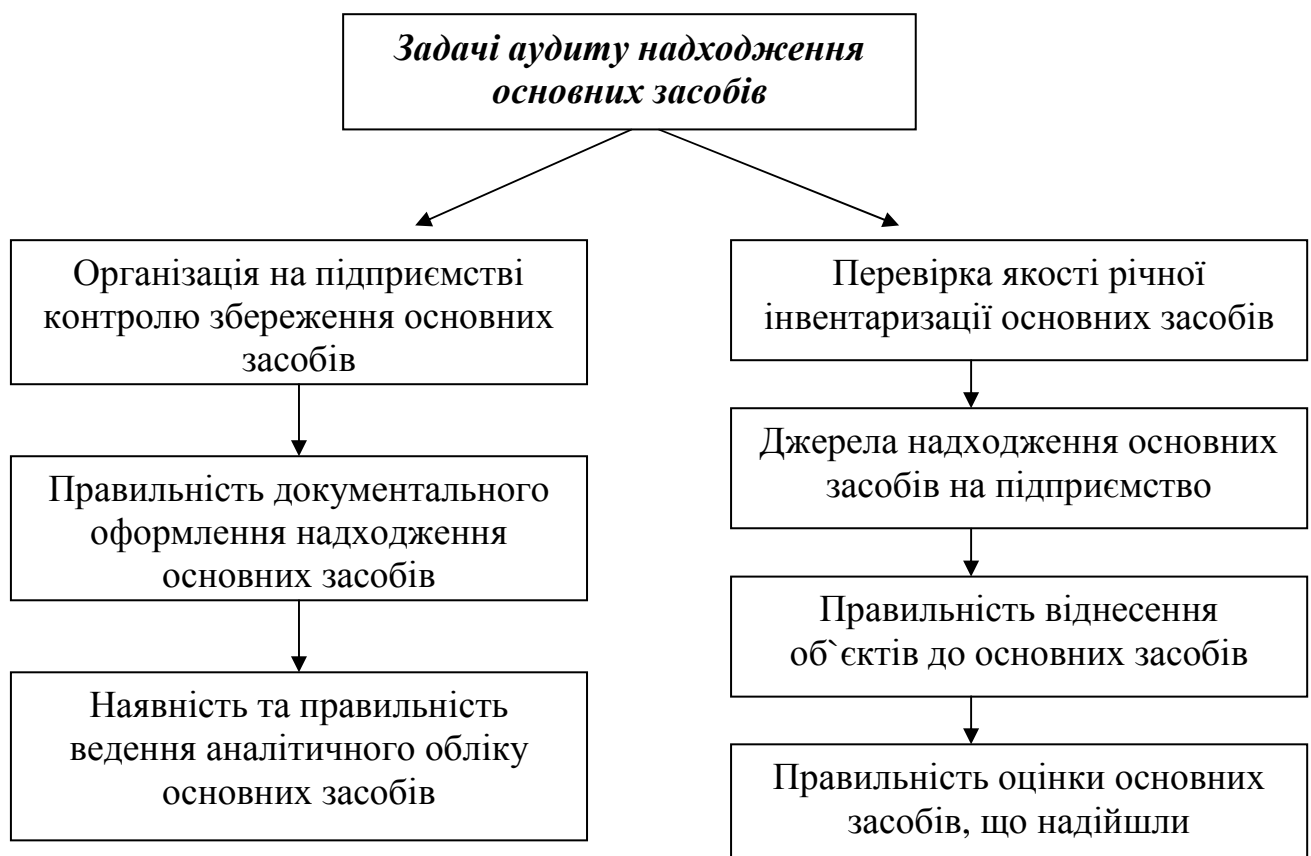 Задачі аудиту надходження
основних засобів
Організація на підприємстві
контролю збереження основних
засобів
Правильність документального
оформлення надходження
основних засобів
Наявність та правильність
ведення аналітичного обліку
основних засобів
Перевірка якості річної
інвентаризації основних засобів
Джерела надходження основних
засобів на підприємство
Правильність віднесення
об`єктів до основних засобів
Правильність оцінки основних
засобів, що надійшли